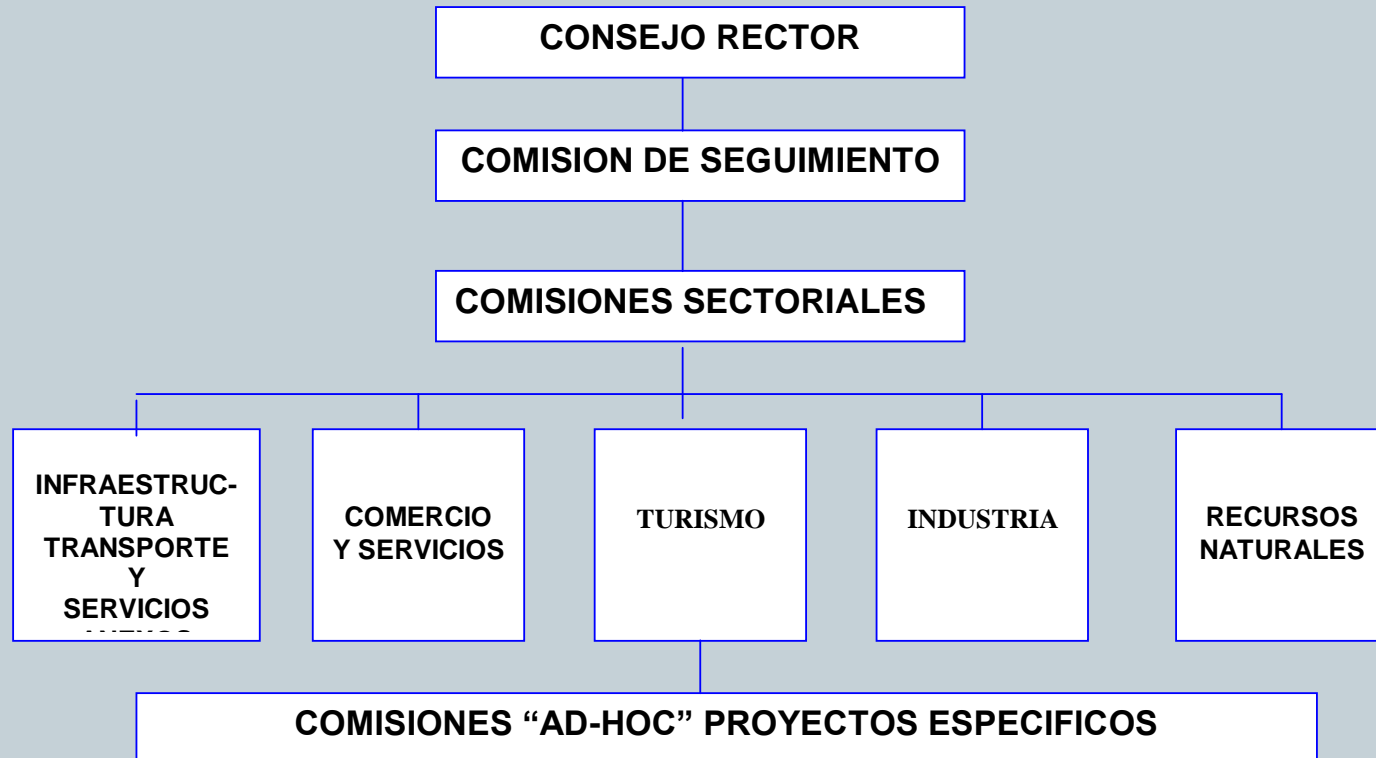 CONSEJO RECTOR
COMISION DE SEGUIMIENTO
COMISIONES SECTORIALES
INFRAESTRUC-
TURA
TRANSPORTE
Y
SERVICIOS
COMERCIO
Y SERVICIOS
TURISMO
INDUSTRIA
RECURSOS
NATURALES
COMISIONES “AD-HOC” PROYECTOS ESPECIFICOS